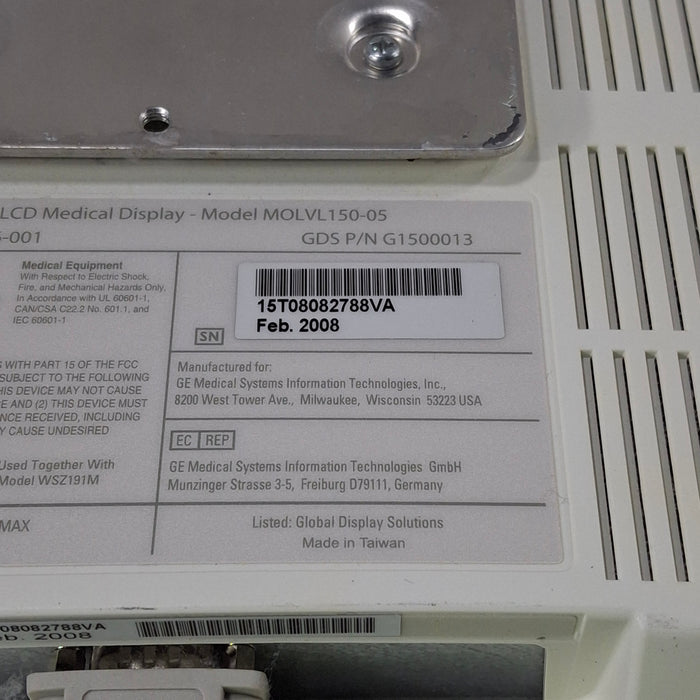 LCD Medical Display - Model MOLVL150-05
-001
GDS P/N G1500013
Medical Equipment
With Respect to Electric Shock,
Fire, and Mechanical Hazards Only,
In Accordance with UL 60601-1,
CAN/CSA C22.2 No. 601.1, and
IEC 60601-1
15T08082788VA
Feb. 2008
SN
WITH PART 15 OF THE FCC
SUBJECT TO THE FOLLOWING
HIS DEVICE MAY NOT CAUSE
E AND (2) THIS DEVICE MUST
NCE RECEIVED, INCLUDING
Y CAUSE UNDESIRED
Manufactured for:
GE Medical Systems Information Technologies, Inc.,
8200 West Tower Ave., Milwaukee, Wisconsin 53223 USA
EC REP
GE Medical Systems Information Technologies GmbH
Munzinger Strasse 3-5, Freiburg D79111, Germany
Used Together With
Model WSZ191M
MAX
Listed: Global Display Solutions
Made in Taiwan
08082788VA
b. 2008